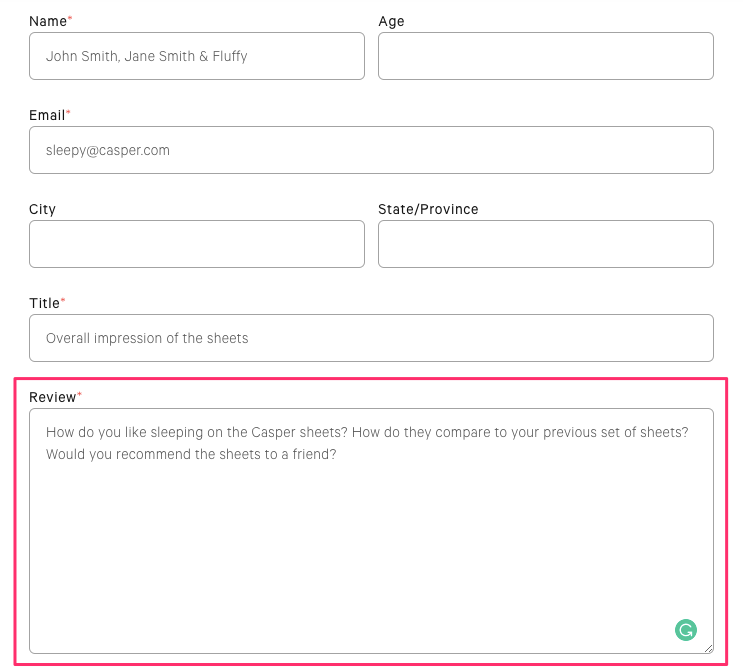 Name* Age
John Smith, Jane Smith & Fluffy
Email*
sleepy@casper.com
City State/Province
Title*
Overall impression of the sheets
Review*
How do you like sleeping on the Casper sheets? How do they compare to your previous set of sheets?
Would you recommend the sheets to a friend?